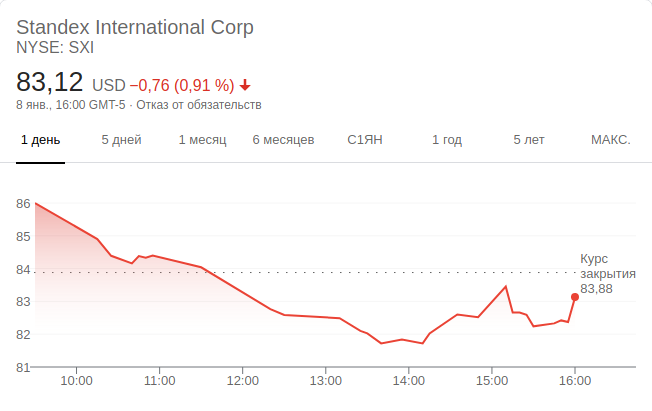 Standex International Corp
NYSE: SXI
83,12 USD −0,76 (0,91 %)
8 янв., 16:00 GMT-5 · Отказ от обязательств
1 день 5 дней 1 месяц 6 месяцев С1ЯН 1 год 5 лет МАКС.
86
85
84
83
82
81
Курс
закрытия
83,88
10:00 11:00 12:00 13:00 14:00 15:00 16:00